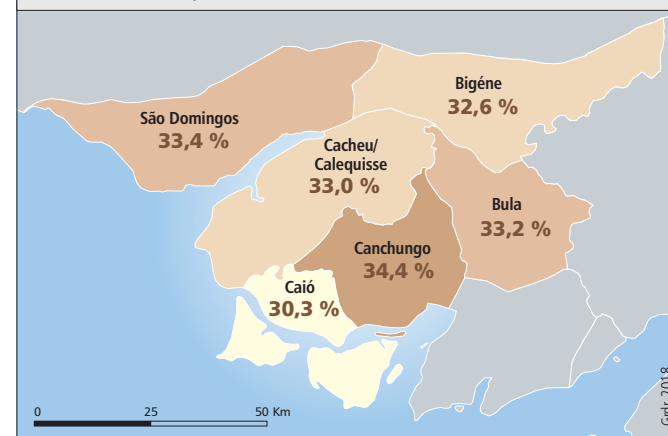 Bigéne
32,6 %
São Domingos
33,4 %
Cacheu/
Calequisse
33,0 %
Bula
33,2 %
Canchungo
34,4 %
Caió
30,3 %
0 25 50 Km
Grdr, 2018